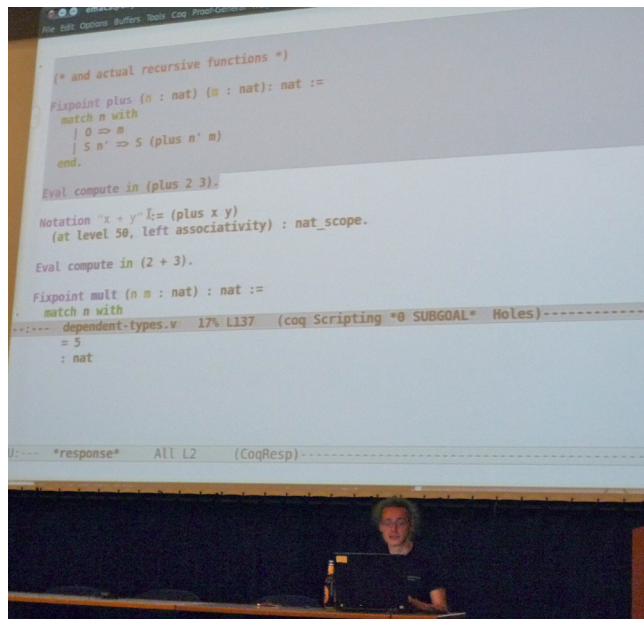 emacs
File Edit Options Buffers Tools Coq Proof-General
(* and actual recursive functions *)
Fixpoint plus (n : nat) (m : nat): nat :=
match n with
| O => m
| S n' => S (plus n' m)
end.
Eval compute in (plus 2 3).
Notation "x + y" := (plus x y)
(at level 50, left associativity) : nat_scope.
Eval compute in (2 + 3).
Fixpoint mult (n m : nat) : nat :=
match n with
--:--- dependent-types.v 17% L137 (coq Scripting *0 SUBGOAL* Holes)---------------
= 5
: nat
U:--- *response* All L2 (CoqResp)---------------